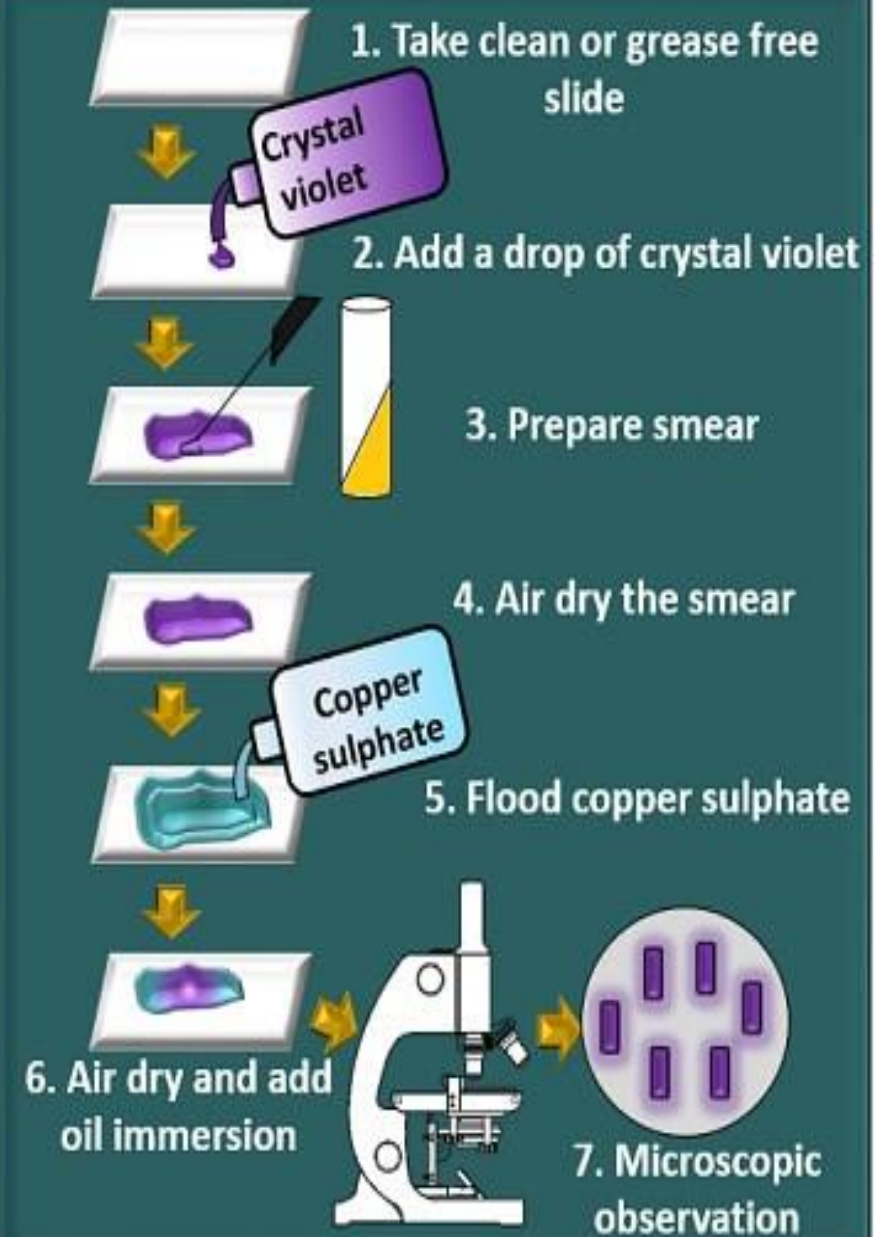 1. Take clean or grease free
slide
Crystal
violet
2. Add a drop of crystal violet
3. Prepare smear
4. Air dry the smear
Copper
sulphate
5. Flood copper sulphate
6. Air dry and add
oil immersion
7. Microscopic
observation